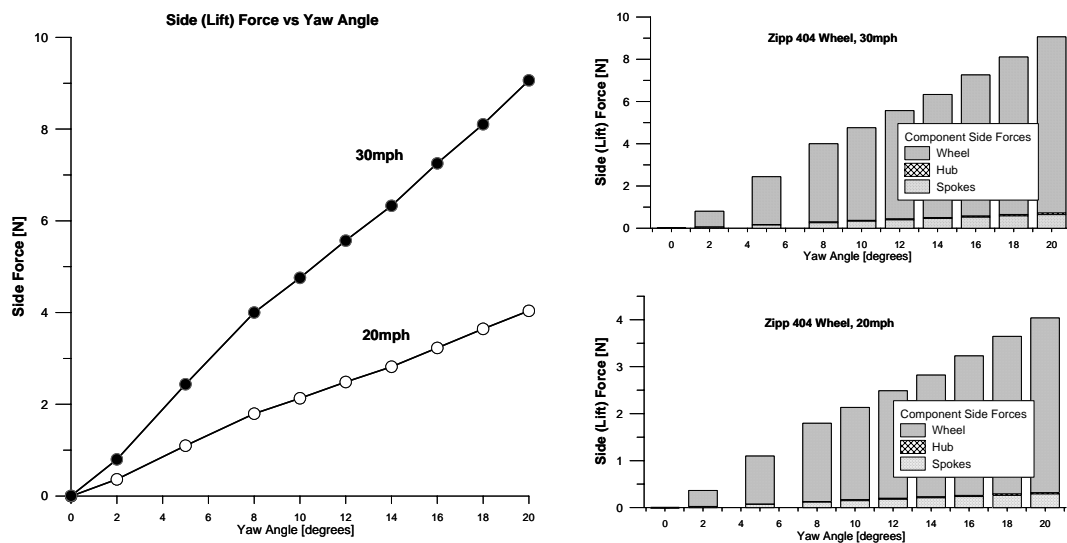 Side (Lift) Force vs Yaw Angle
10
8
6
4
2
0
Side Force [N]
30mph
20mph
0 2 4 6 8 10 12 14 16 18 20
Yaw Angle [degrees]
10
8
6
4
2
0
Side (Lift) Force [N]
Zipp 404 Wheel, 30mph
Component Side Forces
Wheel
Hub
Spokes
0 2 4 6 8 10 12 14 16 18 20
Yaw Angle [degrees]
4
3
2
1
0
Side (Lift) Force [N]
Zipp 404 Wheel, 20mph
Component Side Forces
Wheel
Hub
Spokes
0 2 4 6 8 10 12 14 16 18 20
Yaw Angle [degrees]